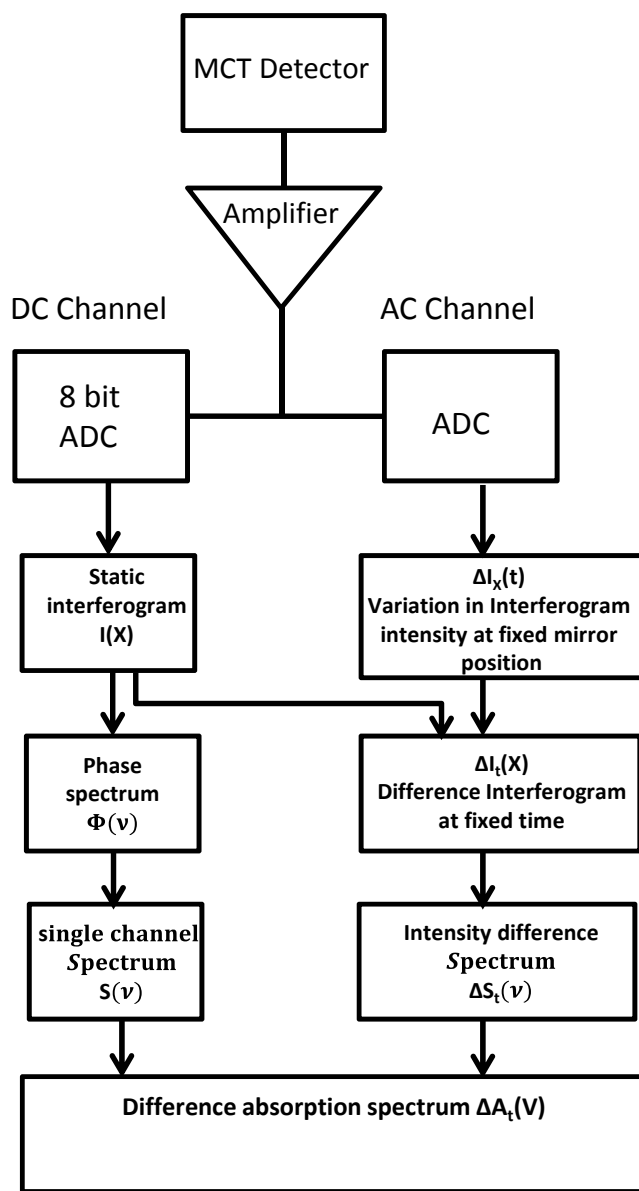 MCT Detector
Amplifier
DC Channel
AC Channel
8 bit
ADC
ADC
Static
interferogram
I(X)
ΔI_X(t)
Variation in Interferogram
intensity at fixed mirror
position
Phase
spectrum
Φ(ν)
ΔI_t(X)
Difference Interferogram
at fixed time
single channel
Spectrum
S(ν)
Intensity difference
Spectrum
ΔS_t(ν)
Difference absorption spectrum ΔA_t(V)